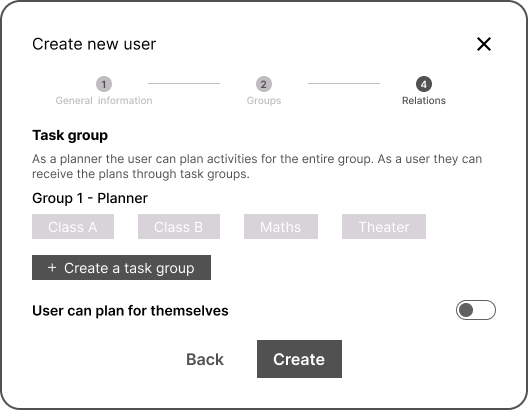 Create new user
1 2 4
General information Groups Relations
Task group
As a planner the user can plan activities for the entire group. As a user they can
receive the plans through task groups.
Group 1 - Planner
Class A Class B Maths Theater
+ Create a task group
User can plan for themselves
Back Create